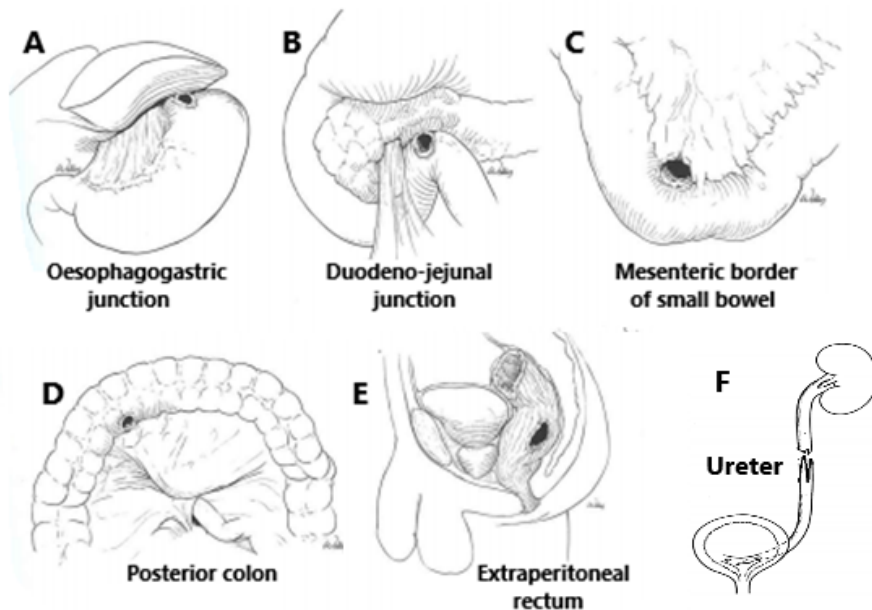 A
B
C
Oesophagogastric
junction
Duodeno-jejunal
junction
Mesenteric border
of small bowel
D
E
F
Ureter
Posterior colon
Extraperitoneal
rectum